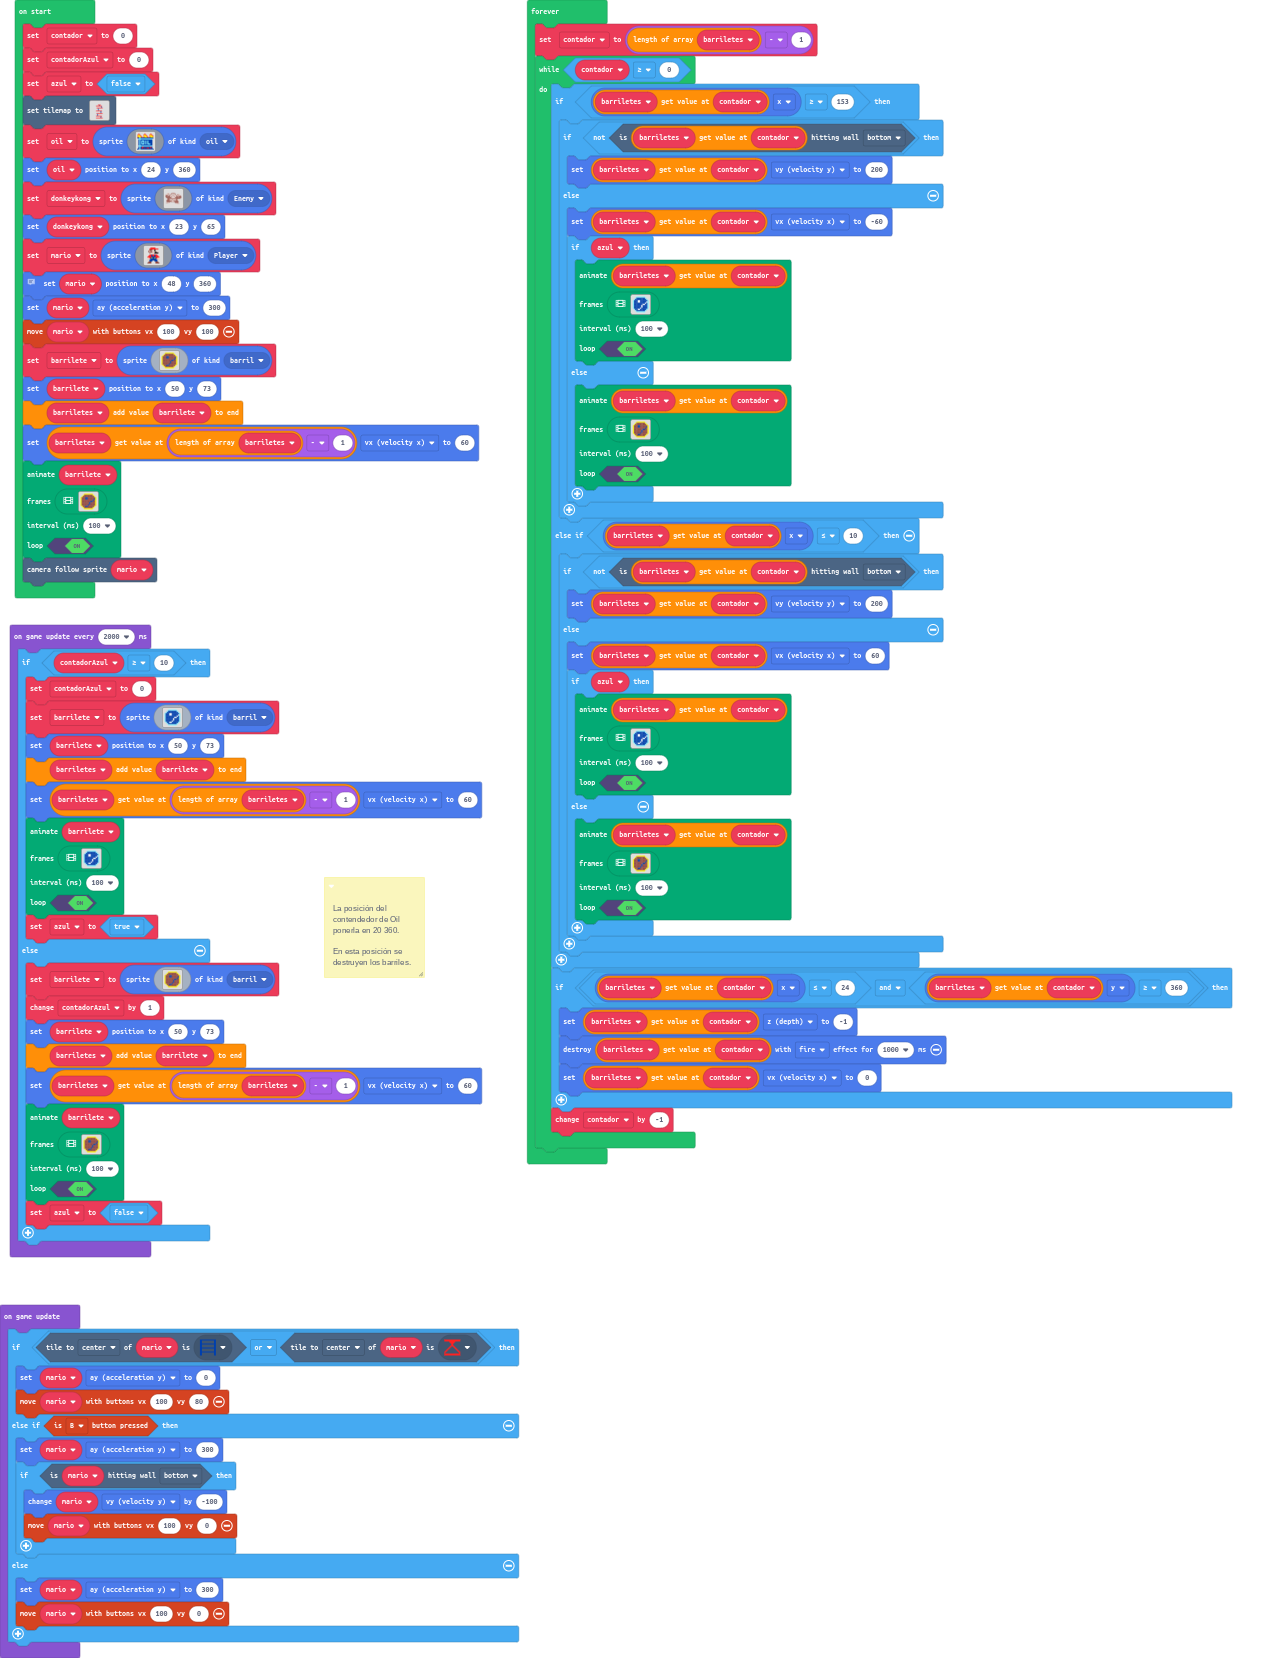 on start
set contador to 0
set contadorAzul to 0
set azul to false
set tilemap to
set oil to sprite of kind oil
set oil position to x 24 y 360
set donkeykong to sprite of kind Enemy
set donkeykong position to x 23 y 65
set mario to sprite of kind Player
set mario position to x 48 y 360
set mario ay (acceleration y) to 300
move mario with buttons vx 100 vy 100
set barrilete to sprite of kind barril
set barrilete position to x 50 y 73
barriletes add value barrilete to end
set barriletes get value at length of array barriletes - 1 vx (velocity x) to 60
animate barrilete
frames
interval (ms) 100
loop ON
camera follow sprite mario
on game update every 2000 ms
if contadorAzul ≥ 10 then
set contadorAzul to 0
set barrilete to sprite of kind barril
set barrilete position to x 50 y 73
barriletes add value barrilete to end
set barriletes get value at length of array barriletes - 1 vx (velocity x) to 60
animate barrilete
frames
interval (ms) 100
loop ON
set azul to true
else
set barrilete to sprite of kind barril
change contadorAzul by 1
set barrilete position to x 50 y 73
barriletes add value barrilete to end
set barriletes get value at length of array barriletes - 1 vx (velocity x) to 60
animate barrilete
frames
interval (ms) 100
loop ON
set azul to false
La posición del
contendedor de Oil
ponerla en 20 360.
En esta posición se
destruyen los barriles.
on game update
if tile to center of mario is or tile to center of mario is then
set mario ay (acceleration y) to 0
move mario with buttons vx 100 vy 80
else if is B button pressed then
set mario ay (acceleration y) to 300
if is mario hitting wall bottom then
change mario vy (velocity y) by -100
move mario with buttons vx 100 vy 0
else
set mario ay (acceleration y) to 300
move mario with buttons vx 100 vy 0
forever
set contador to length of array barriletes - 1
while contador ≥ 0
do
if barriletes get value at contador x ≥ 153 then
if not is barriletes get value at contador hitting wall bottom then
set barriletes get value at contador vy (velocity y) to 200
else
set barriletes get value at contador vx (velocity x) to -60
if azul then
animate barriletes get value at contador
frames
interval (ms) 100
loop ON
else
animate barriletes get value at contador
frames
interval (ms) 100
loop ON
else if barriletes get value at contador x ≤ 10 then
if not is barriletes get value at contador hitting wall bottom then
set barriletes get value at contador vy (velocity y) to 200
else
set barriletes get value at contador vx (velocity x) to 60
if azul then
animate barriletes get value at contador
frames
interval (ms) 100
loop ON
else
animate barriletes get value at contador
frames
interval (ms) 100
loop ON
if barriletes get value at contador x ≤ 24 and barriletes get value at contador y ≥ 360 then
set barriletes get value at contador z (depth) to -1
destroy barriletes get value at contador with fire effect for 1000 ms
set barriletes get value at contador vx (velocity x) to 0
change contador by -1